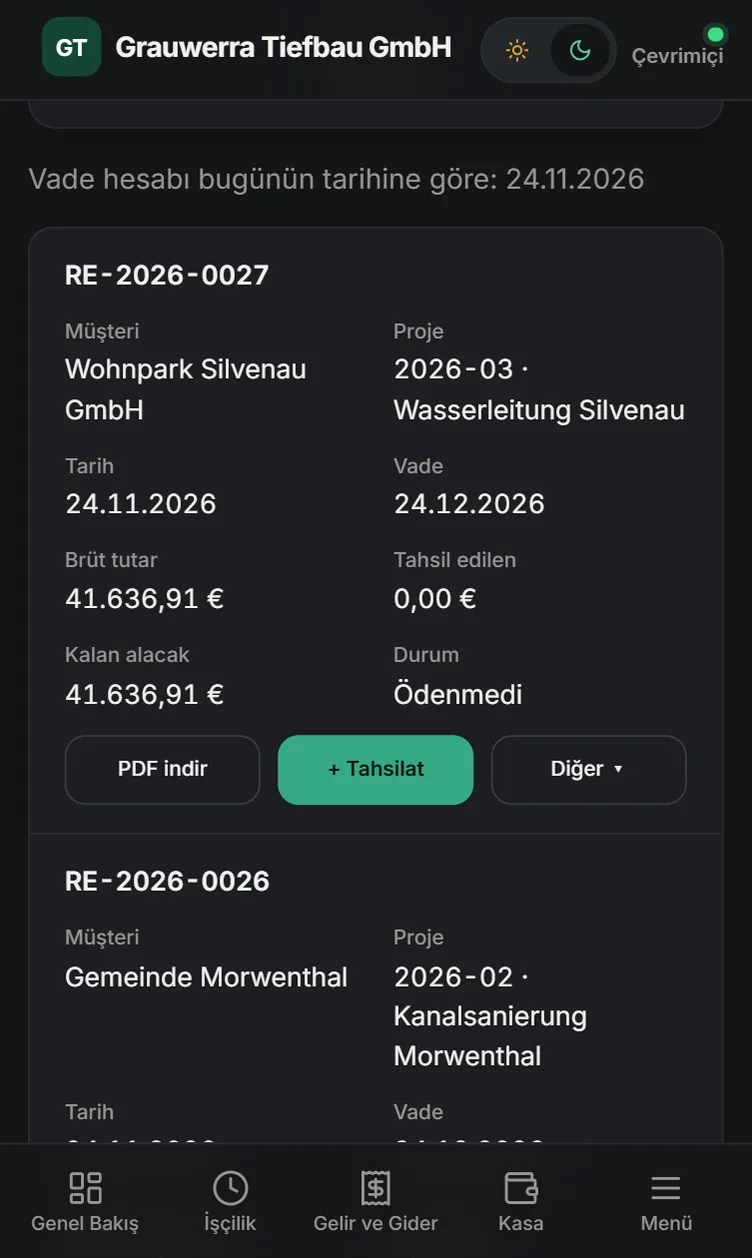 GT
Grauwerra Tiefbau GmbH
Çevrimiçi
Vade hesabı bugünün tarihine göre: 24.11.2026
RE-2026-0027
Müşteri
Wohnpark Silvenau
GmbH
Proje
2026-03 ·
Wasserleitung Silvenau
Tarih
24.11.2026
Vade
24.12.2026
Brüt tutar
41.636,91 €
Tahsil edilen
0,00 €
Kalan alacak
41.636,91 €
Durum
Ödenmedi
PDF indir
+ Tahsilat
Diğer ▾
RE-2026-0026
Müşteri
Gemeinde Morwenthal
Proje
2026-02 ·
Kanalsanierung
Morwenthal
Tarih
Vade
Genel Bakış
İşçilik
Gelir ve Gider
Kasa
Menü